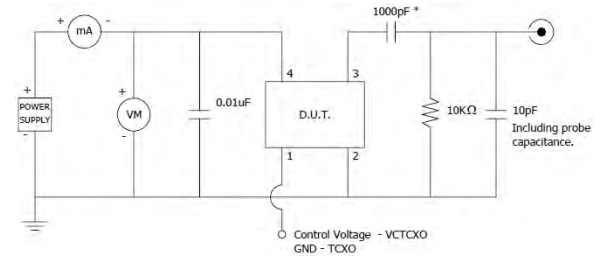 1000pF *
+ mA -
4
3
+
POWER
SUPPLY
-
+
VM
-
0.01uF
D.U.T.
10KΩ
10pF
Including probe
capacitance.
1
2
Control Voltage - VCTCXO
GND - TCXO